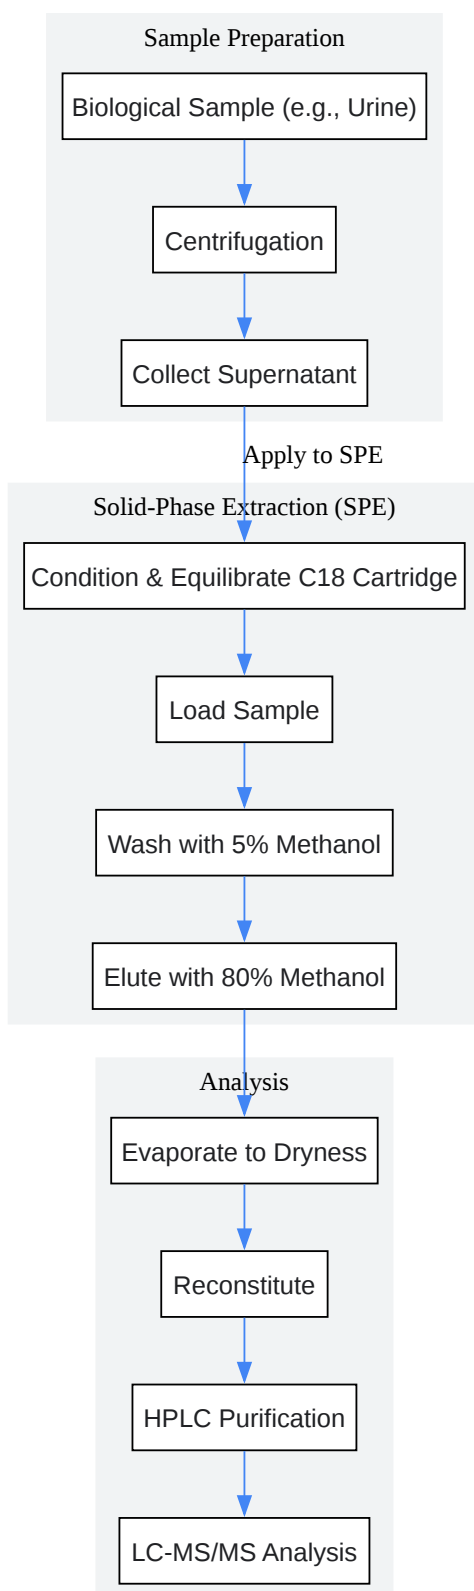 Sample Preparation
Biological Sample (e.g., Urine)
Centrifugation
Collect Supernatant
Apply to SPE
Solid-Phase Extraction (SPE)
Condition & Equilibrate C18 Cartridge
Load Sample
Wash with 5% Methanol
Elute with 80% Methanol
Analysis
Evaporate to Dryness
Reconstitute
HPLC Purification
LC-MS/MS Analysis